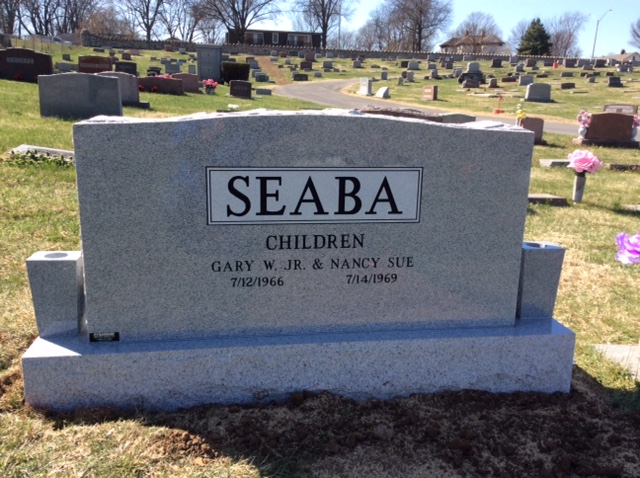 SEABA
CHILDREN
GARY W. JR. & NANCY SUE
7/12/1966 7/14/1969